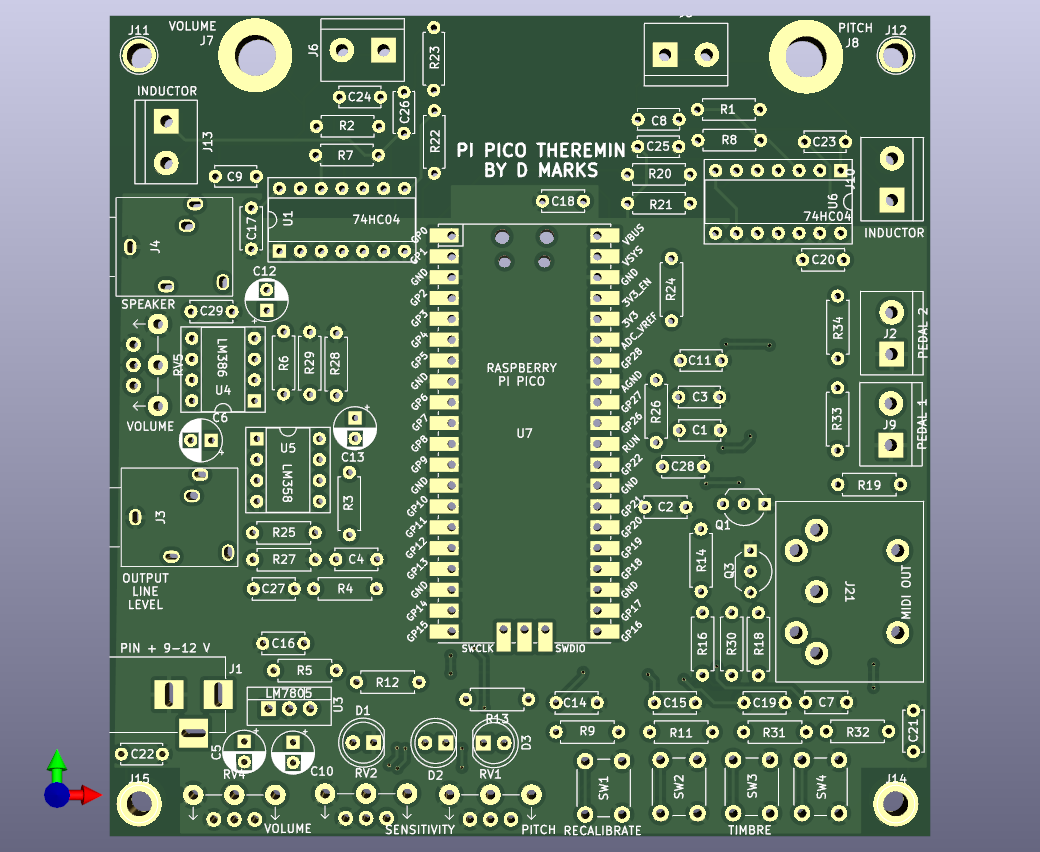 J11
VOLUME
J7
J6
R23
PITCH
J8
J12
INDUCTOR
J13
C24
C26
R2
R7
R22
C9
PI PICO THEREMIN
BY D MARKS
C8
C25
R1
R8
C23
R20
R21
C18
U6
74HC04
INDUCTOR
C20
U1
74HC04
C17
J4
SPEAKER
C12
C29
RV5
LM386
U4
R6
R29
R28
VOLUME
C6
C13
U5
LM358
R3
J3
R25
R27
C4
C27
R4
OUTPUT
LINE
LEVEL
GP0
GP1
GND
GP2
GP3
GP4
GP5
GND
GP6
GP7
GP8
GP9
GND
GP10
GP11
GP12
GP13
GND
GP14
GP15
RASPBERRY
PI PICO
U7
VBUS
VSYS
GND
3V3_EN
3V3
ADC_VREF
GP28
AGND
GP27
GP26
RUN
GP22
GND
GP21
GP20
GP19
GP18
GND
GP17
GP16
SWCLK
SWDIO
R24
C11
C3
R26
C1
C28
C2
R34
J2
PEDAL 2
R33
J9
PEDAL 1
R19
Q1
R14
Q3
J21
MIDI OUT
R16
R30
R18
C16
R5
R12
PIN + 9-12 V
J1
LM7805
U3
C5
C10
C22
D1
D2
D3
R13
C14
R9
C15
R11
C19
R31
C7
R32
C21
J15
RV4
RV2
RV1
SW1
SW2
SW3
SW4
J14
VOLUME
SENSITIVITY
PITCH
RECALIBRATE
TIMBRE